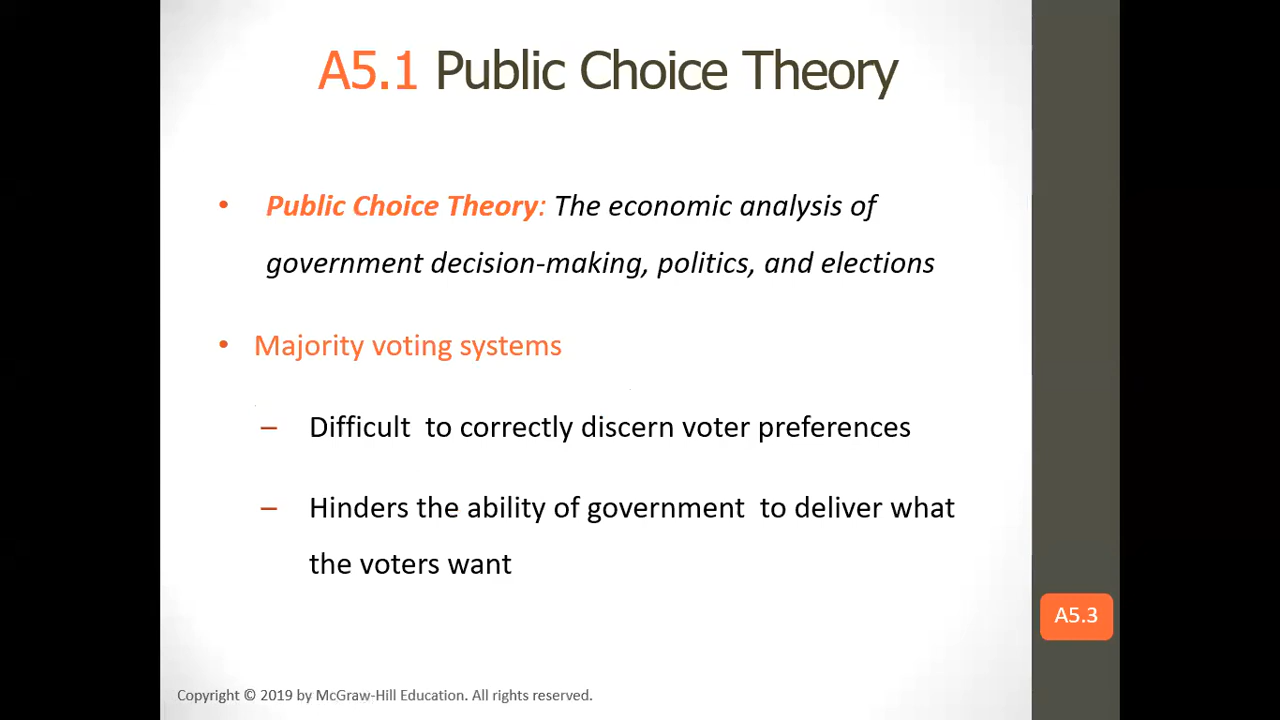 A5.1 Public Choice Theory
• Public Choice Theory: The economic analysis of
government decision-making, politics, and elections
• Majority voting systems
– Difficult to correctly discern voter preferences
– Hinders the ability of government to deliver what
the voters want
A5.3
Copyright © 2019 by McGraw-Hill Education. All rights reserved.